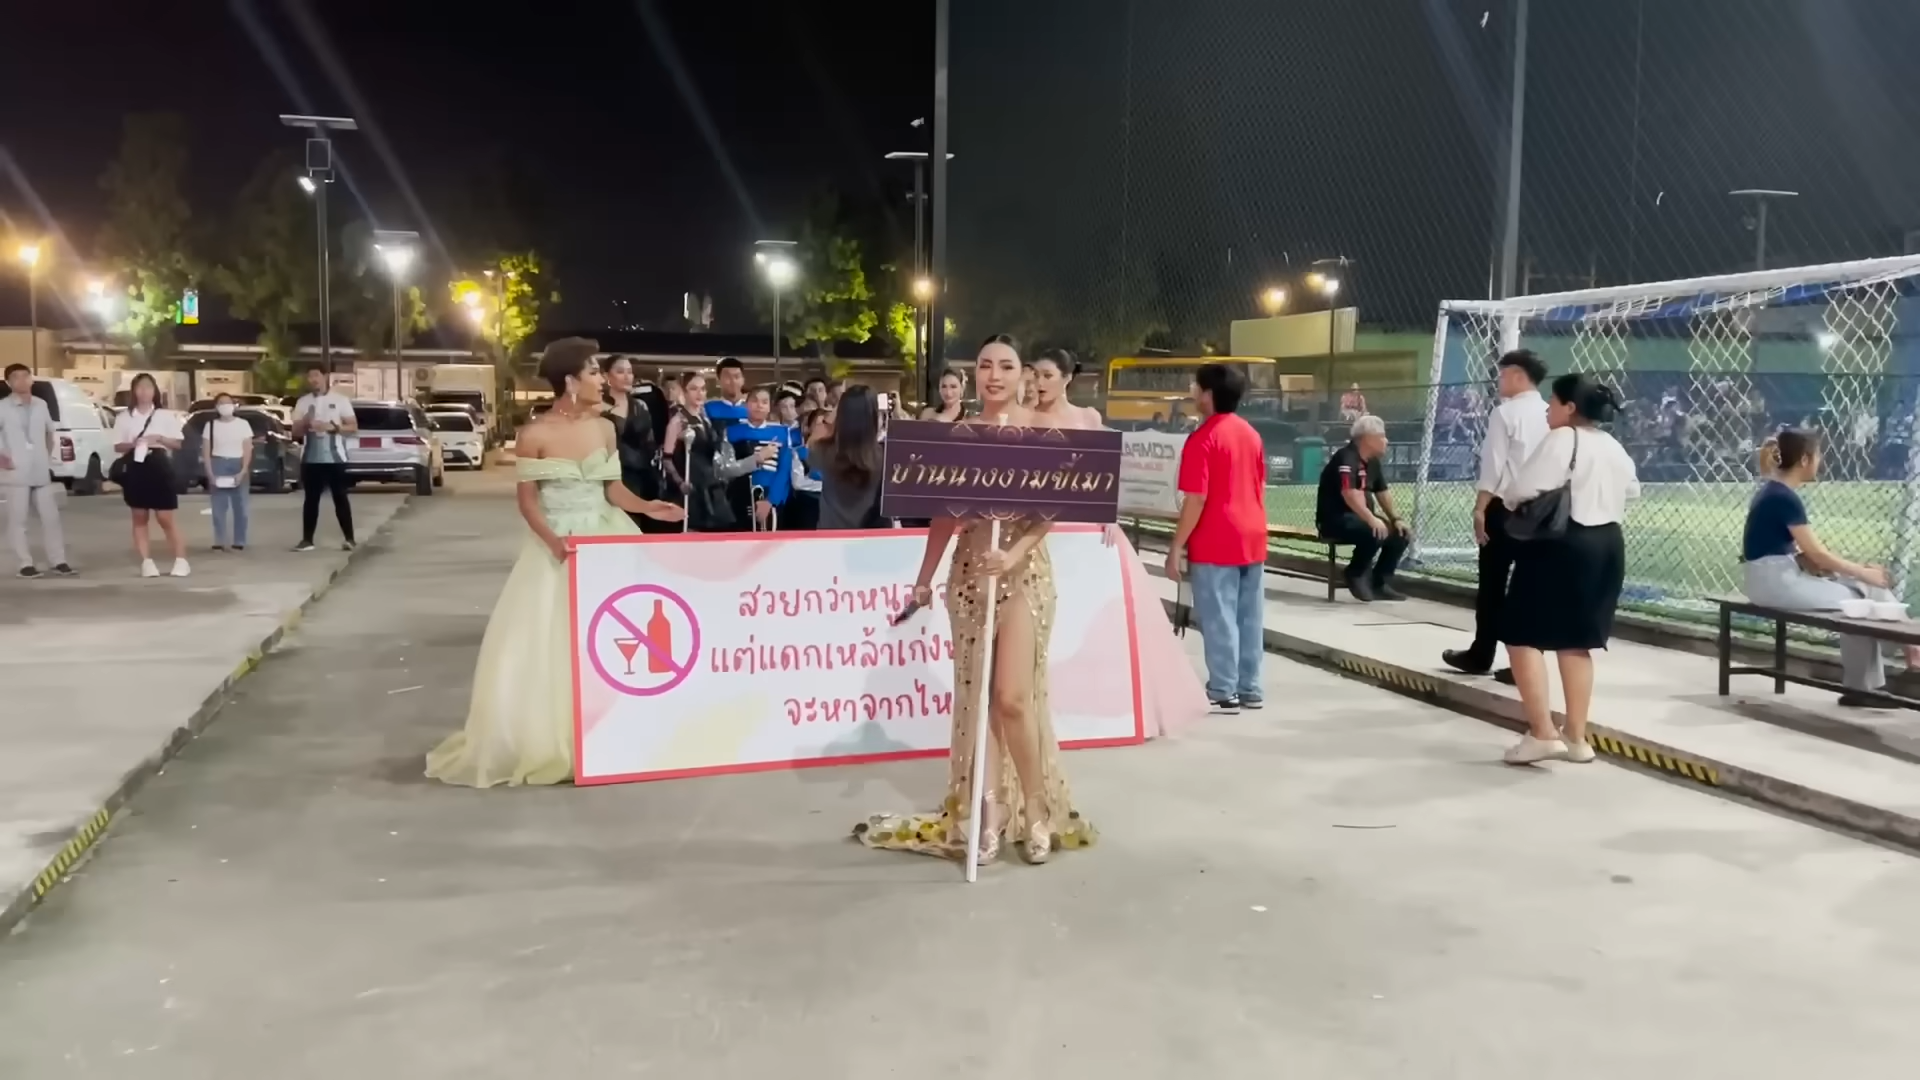 บ้านนางงามขี้เมา
สวยกว่าหนู
แต่แดกเหล้าเก่ง
จะหาจากไหน